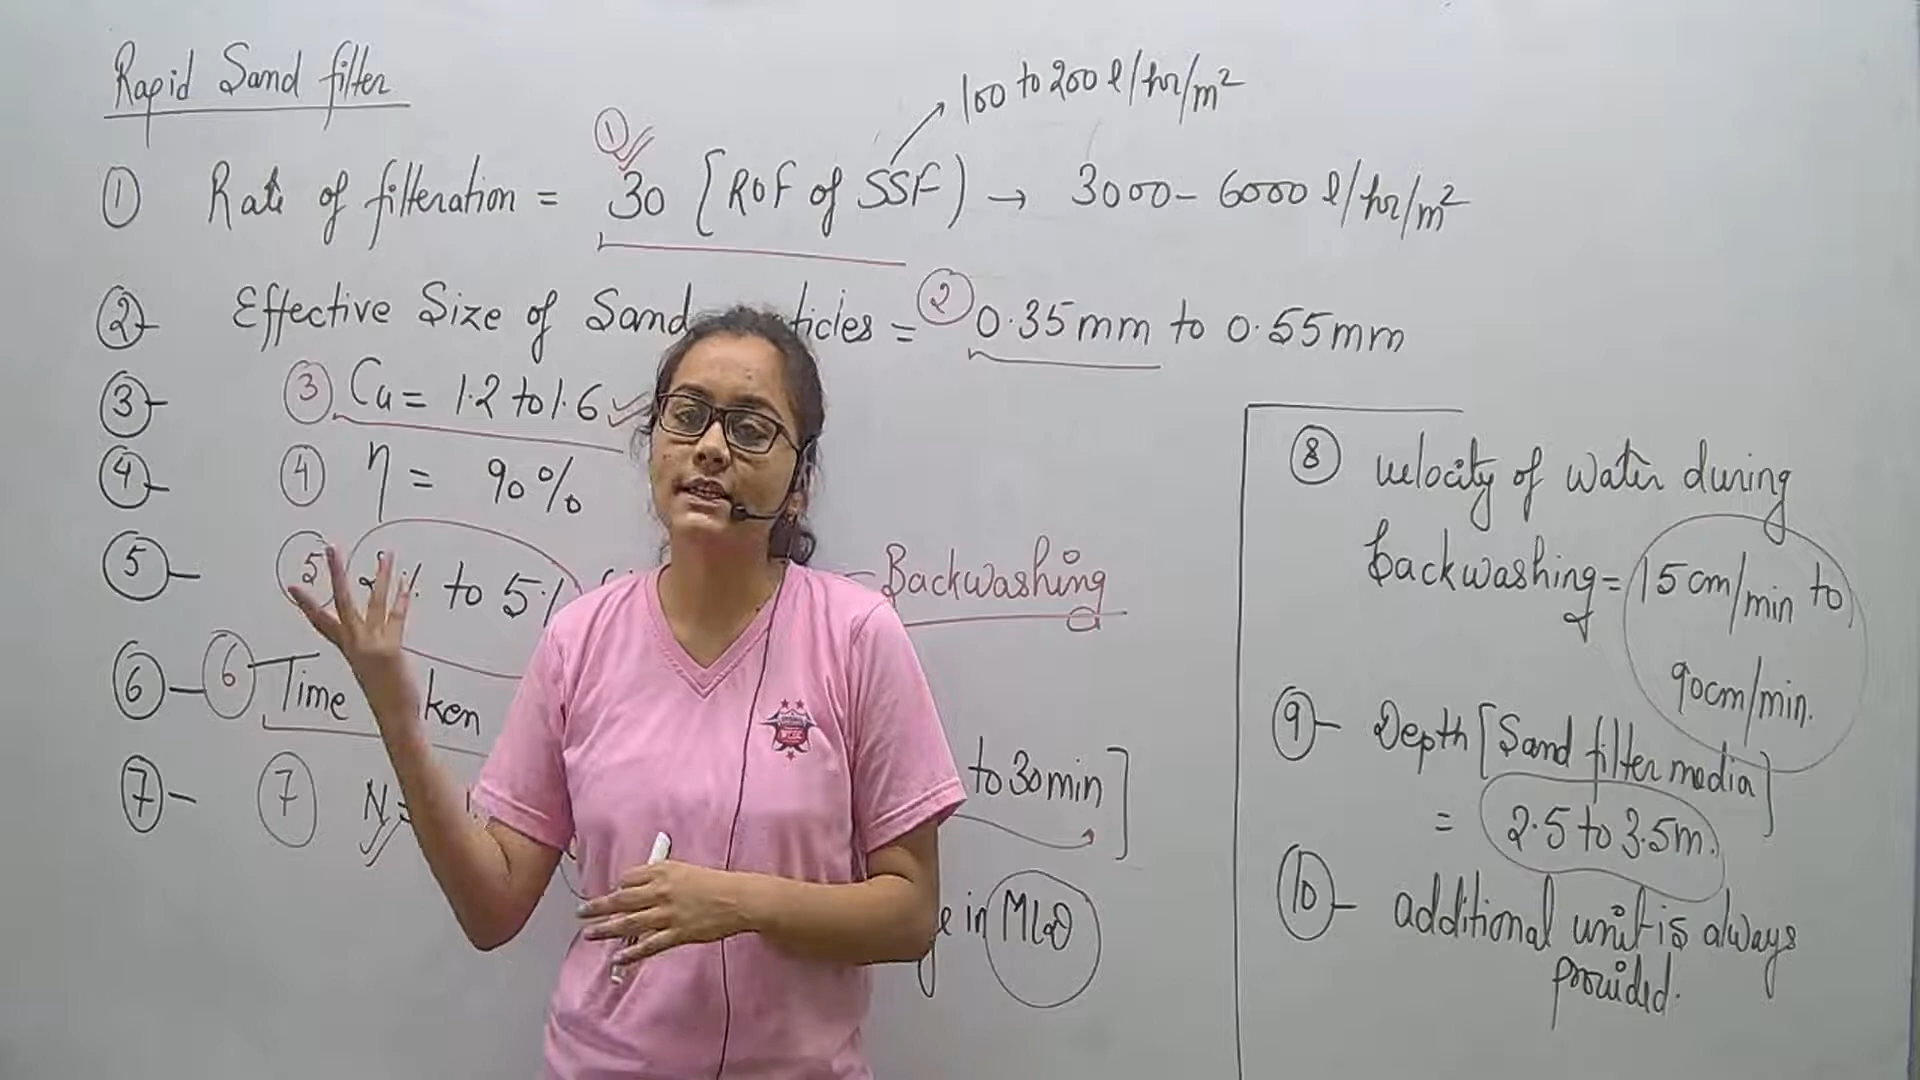 Rapid Sand filter
100 to 200 l/hr/m²
① Rate of filteration = ① 30 [ROF of SSF) → 3000 - 6000 l/hr/m²
②- Effective Size of Sand ticles = ② 0.35mm to 0.55mm
③- ③ Cu = 1.2 to 1.6
④- ④ η = 90%
⑤- ⑤ 2% to 5% - Backwashing
⑥- ⑥ Time ken
to 30min]
⑦- ⑦ N =
in MLD
⑧ velocity of water during
Backwashing = 15cm/min to
90cm/min.
⑨- Depth [Sand filter media]
= 2.5 to 3.5m.
⑩- additional unit is always
provided.